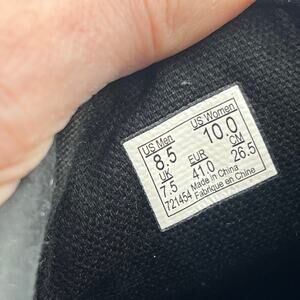 US Men US Women
8.5 10.0
UK EUR CM
7.5 41.0 26.5
721454 Made in China
Fabrique en Chine